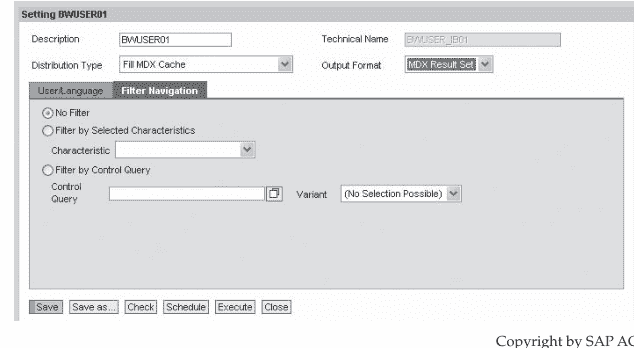 Setting BWUSER01
Description BWUSER01 Technical Name BWUSER_IB01
Distribution Type Fill MDX Cache Output Format MDX Result Set
User/Language Filter Navigation
No Filter
Filter by Selected Characteristics
Characteristic
Filter by Control Query
Control Query Variant (No Selection Possible)
Save Save as... Check Schedule Execute Close
Copyright by SAP AG